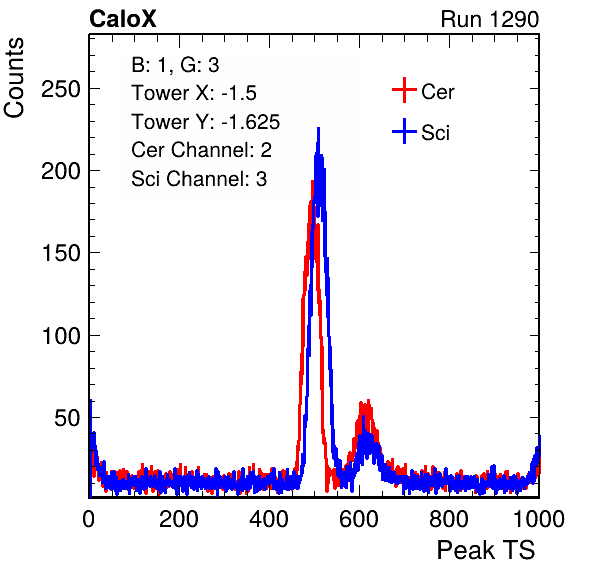 CaloX
Run 1290
Counts
B: 1, G: 3
Tower X: -1.5
Tower Y: -1.625
Cer Channel: 2
Sci Channel: 3
Cer
Sci
250
200
150
100
50
0 200 400 600 800 1000
Peak TS